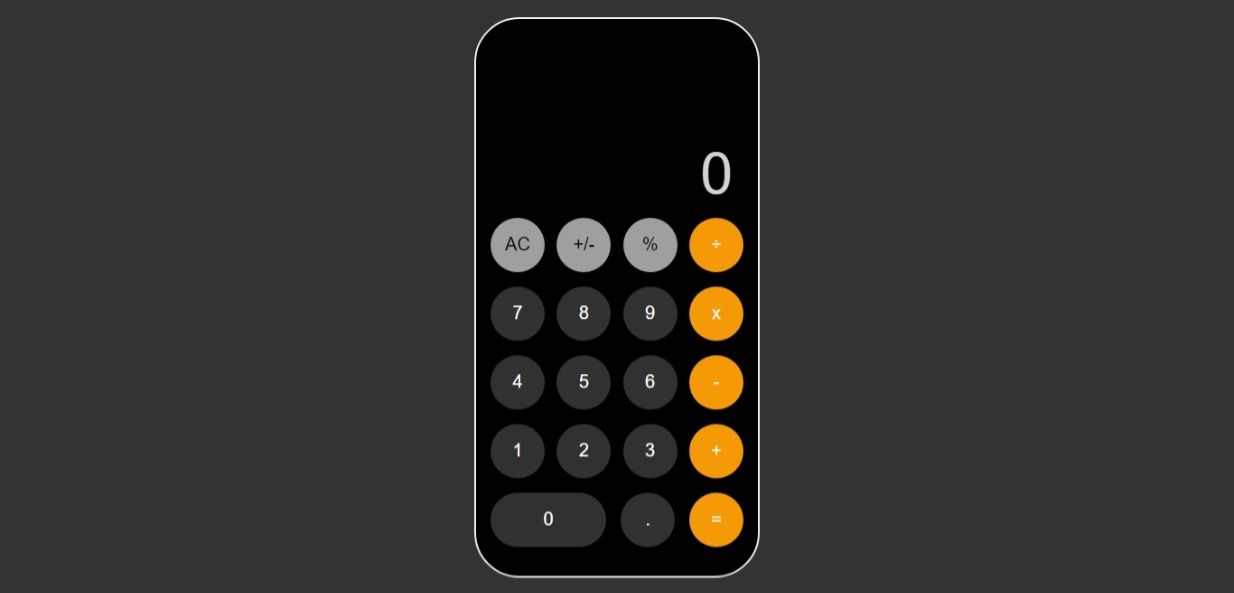 0
AC +/- % ÷
7 8 9 x
4 5 6 -
1 2 3 +
0 . =